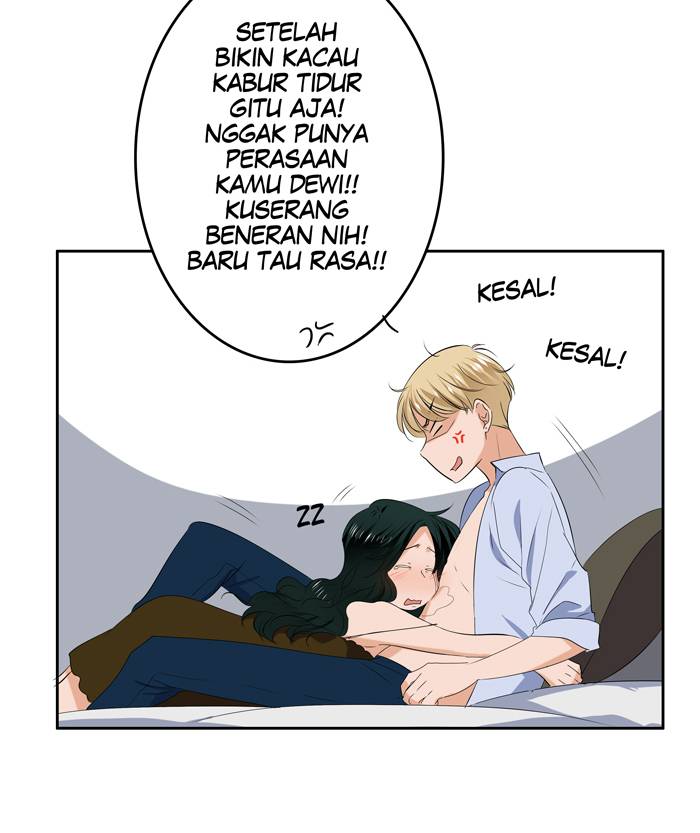 SETELAH
BIKIN KACAU
KABUR TIDUR
GITU AJA!
NGGAK PUNYA
PERASAAN
KAMU DEWI!!
KUSERANG
BENERAN NIH!
BARU TAU RASA!!
KESAL!
KESAL!
ZZ